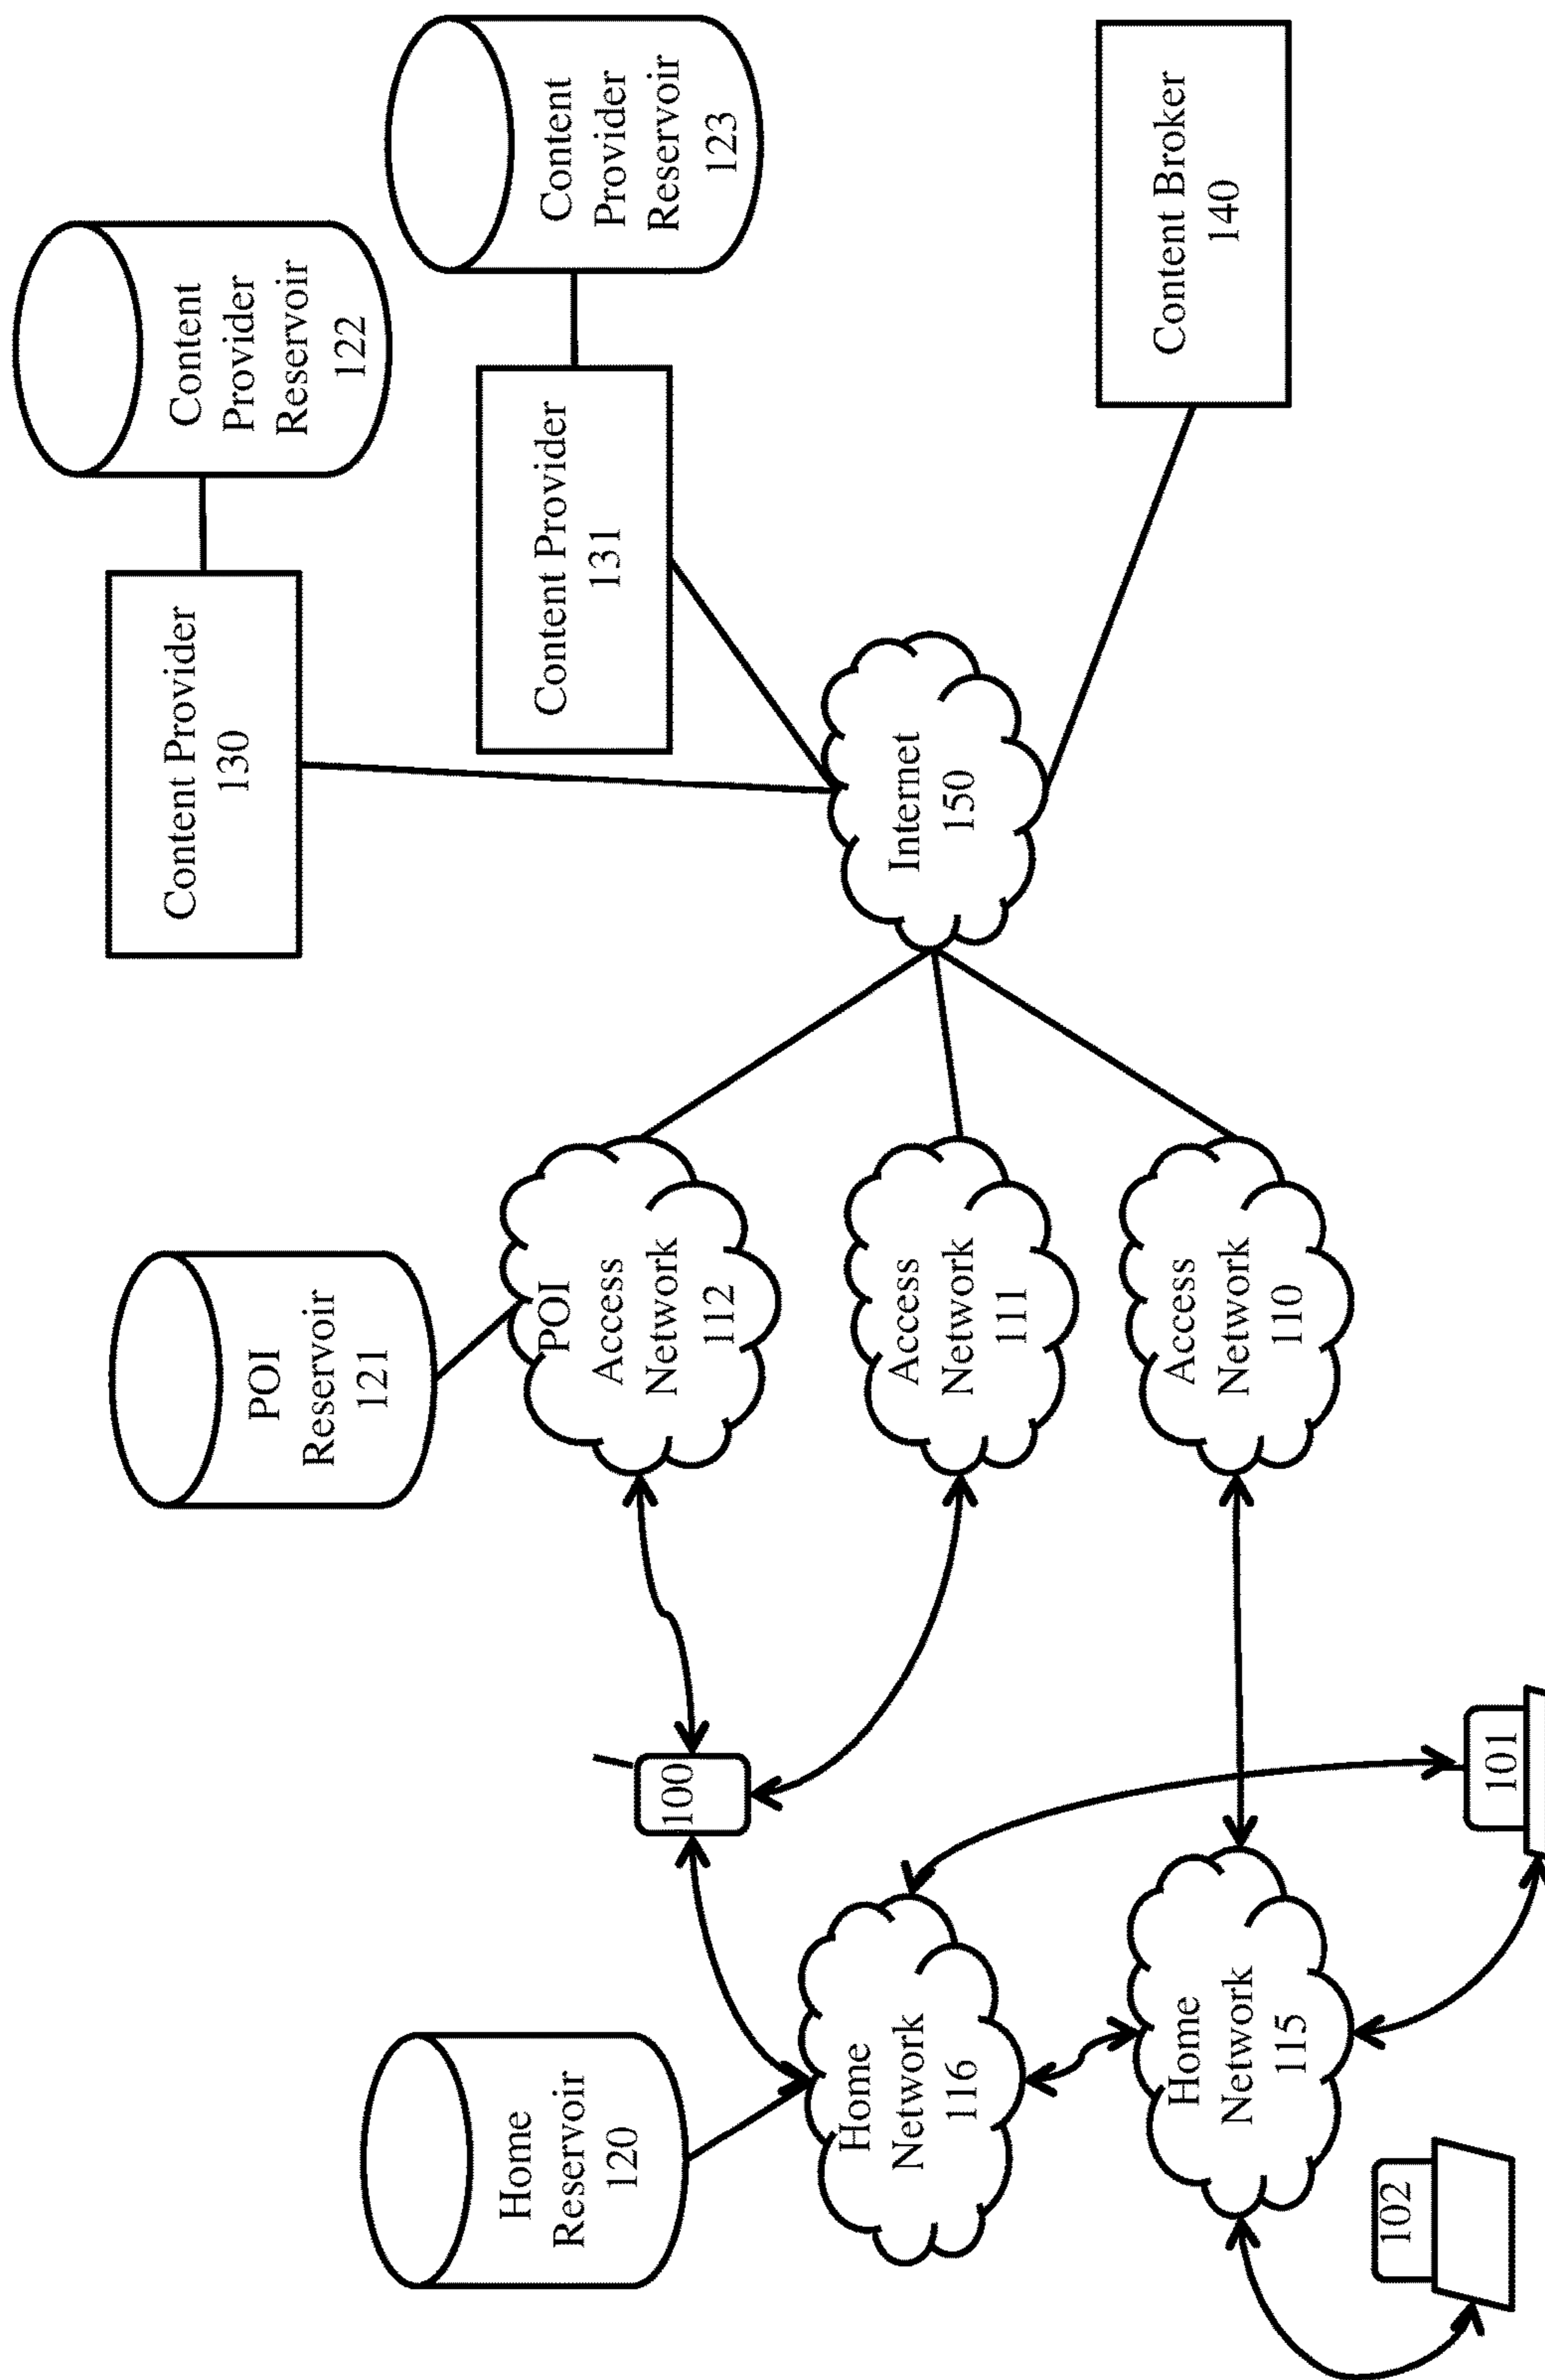 Home
Reservoir
120
POI
Reservoir
121
Content Provider
130
Content
Provider
Reservoir
122
Content Provider
131
Content
Provider
Reservoir
123
100
POI
Access
Network
112
Home
Network
116
Access
Network
111
Internet
150
Home
Network
115
Access
Network
110
Content Broker
140
102
101